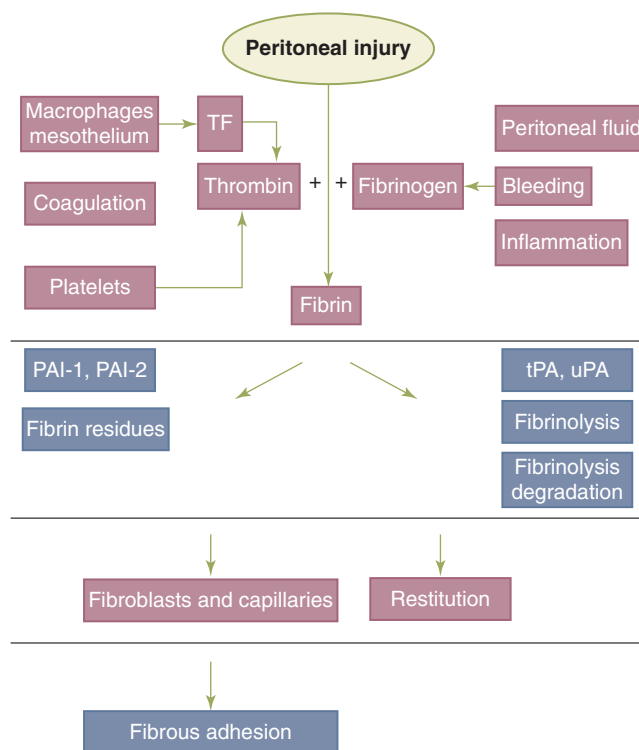 Peritoneal injury
Macrophages
mesothelium
TF
Peritoneal fluid
Thrombin
+ +
Fibrinogen
Bleeding
Coagulation
Inflammation
Platelets
Fibrin
PAI-1, PAI-2
tPA, uPA
Fibrin residues
Fibrinolysis
Fibrinolysis
degradation
Fibroblasts and capillaries
Restitution
Fibrous adhesion